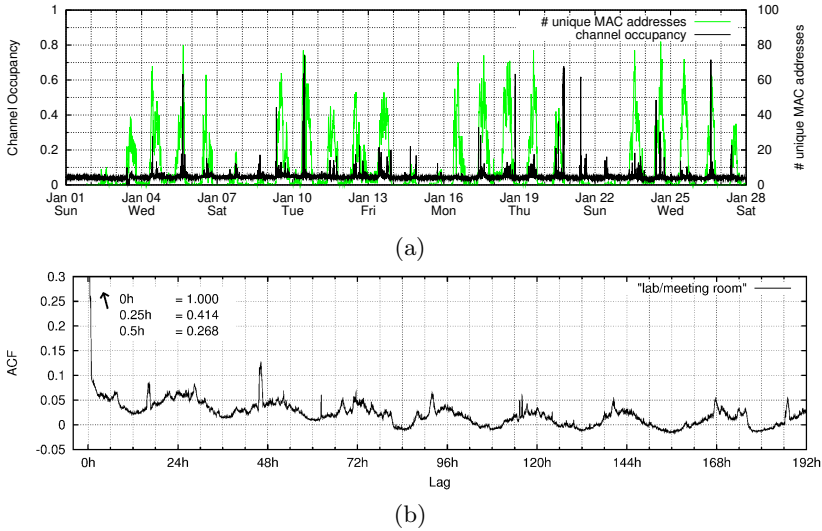 # unique MAC addresses
channel occupancy
Channel Occupancy
# unique MAC addresses
1
0.8
0.6
0.4
0.2
0
100
80
60
40
20
0
Jan 01 Jan 04 Jan 07 Jan 10 Jan 13 Jan 16 Jan 19 Jan 22 Jan 25 Jan 28
Sun Wed Sat Tue Fri Mon Thu Sun Wed Sat
(a)
"lab/meeting room"
0h = 1.000
0.25h = 0.414
0.5h = 0.268
ACF
0.3
0.25
0.2
0.15
0.1
0.05
0
-0.05
0h 24h 48h 72h 96h 120h 144h 168h 192h
Lag
(b)